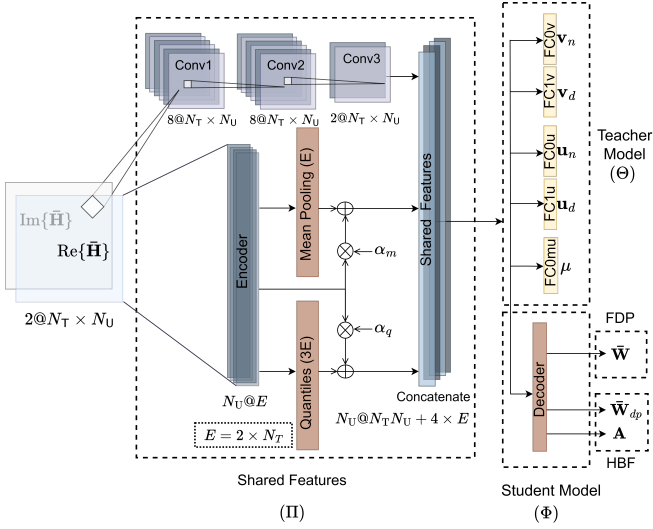 Conv1
Conv2
Conv3
8@N_T × N_U
8@N_T × N_U
2@N_T × N_U
Im{H̄}
Re{H̄}
2@N_T × N_U
Encoder
N_U@E
Mean Pooling (E)
Quantiles (3E)
α_m
α_q
E = 2 × N_T
Shared Features
Concatenate
N_U@N_T N_U + 4 × E
Shared Features
(Π)
FC0v
v_n
FC1v
v_d
FC0u
u_n
FC1u
u_d
FC0mu
μ
Teacher
Model
(Θ)
Decoder
FDP
W̄
W̄_dp
A
HBF
Student Model
(Φ)